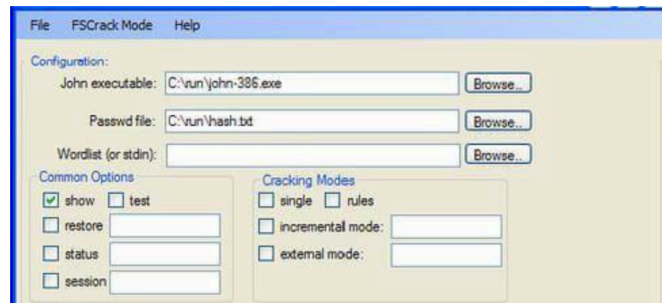 File FSCrack Mode Help
Configuration:
John executable: C:\run\john-386.exe Browse..
Passwd file: C:\run\hash.txt Browse..
Wordlist (or stdin): Browse..
Common Options
show test
restore
status
session
Cracking Modes
single rules
incremental mode:
external mode: